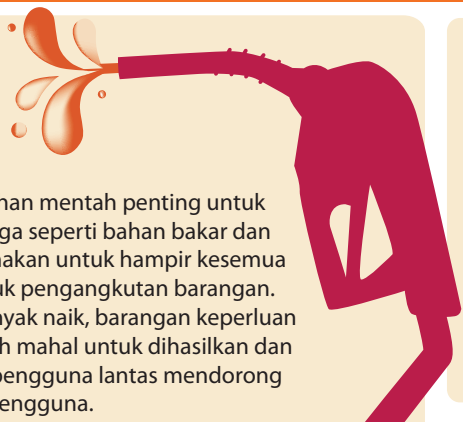 han mentah penting untuk
ga seperti bahan bakar dan
nakan untuk hampir kesemua
uk pengangkutan barangan.
nyak naik, barangan keperluan
h mahal untuk dihasilkan dan
pengguna lantas mendorong
engguna.